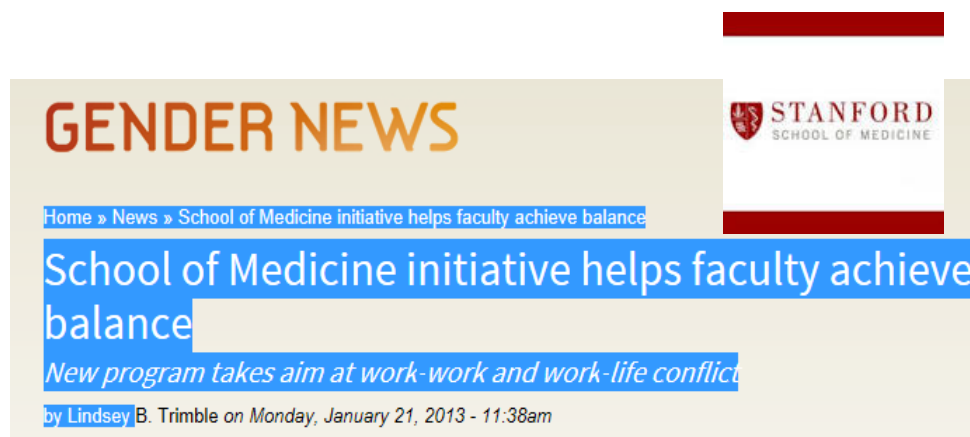 GENDER NEWS
STANFORD
SCHOOL OF MEDICINE
Home » News » School of Medicine initiative helps faculty achieve balance
School of Medicine initiative helps faculty achieve
balance
New program takes aim at work-work and work-life conflict
by Lindsey B. Trimble on Monday, January 21, 2013 - 11:38am